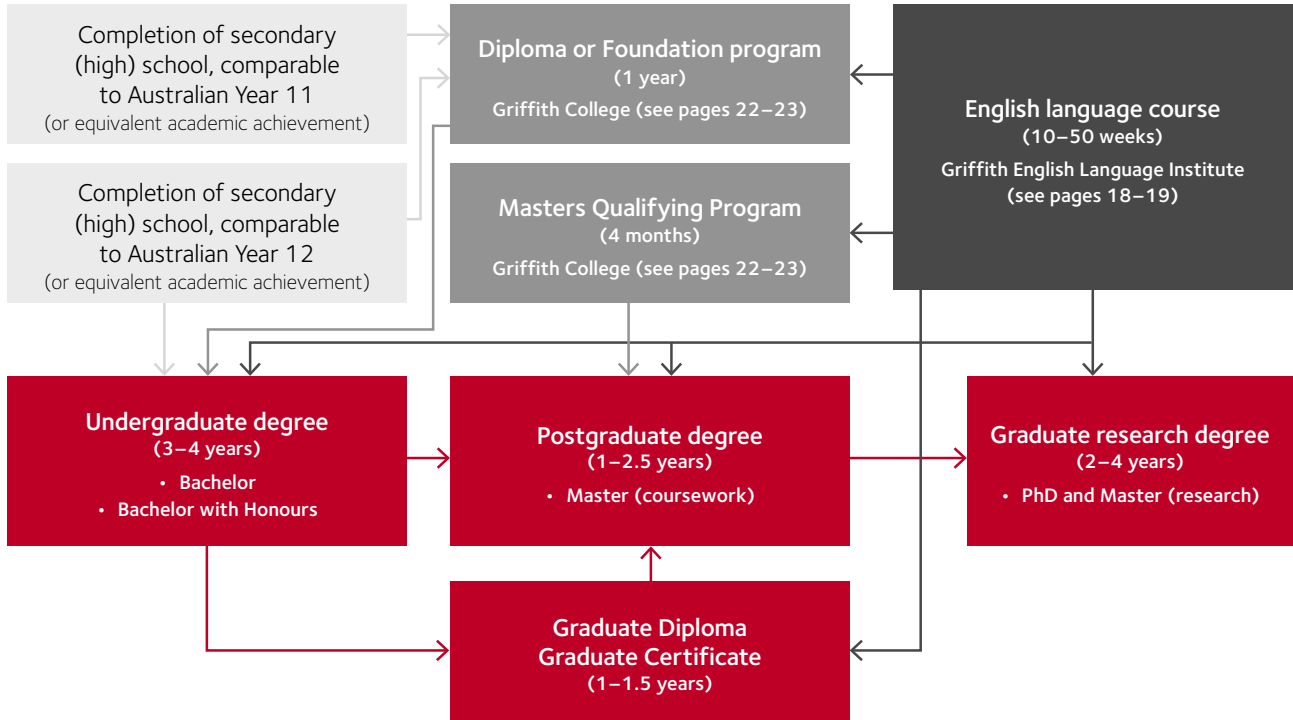 Completion of secondary
(high) school, comparable
to Australian Year 11
(or equivalent academic achievement)
Diploma or Foundation program
(1 year)
Griffith College (see pages 22–23)
English language course
(10–50 weeks)
Griffith English Language Institute
(see pages 18–19)
Completion of secondary
(high) school, comparable
to Australian Year 12
(or equivalent academic achievement)
Masters Qualifying Program
(4 months)
Griffith College (see pages 22–23)
Undergraduate degree
(3–4 years)
• Bachelor
• Bachelor with Honours
Postgraduate degree
(1–2.5 years)
• Master (coursework)
Graduate research degree
(2–4 years)
• PhD and Master (research)
Graduate Diploma
Graduate Certificate
(1–1.5 years)